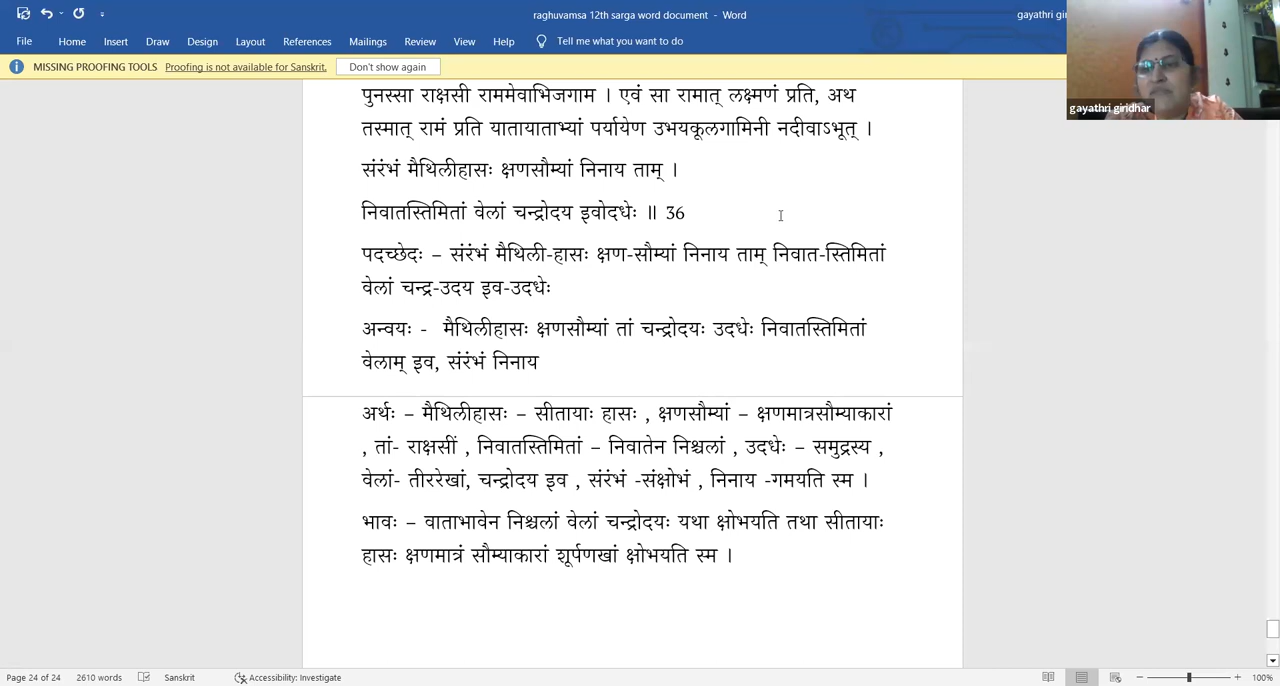 raghuvamsa 12th sarga word document - Word
gayathri gi
File Home Insert Draw Design Layout References Mailings Review View Help Tell me what you want to do
MISSING PROOFING TOOLS Proofing is not available for Sanskrit. Don't show again
gayathri giridhar
पुनस्सा राक्षसी राममेवाभिजगाम । एवं सा रामात् लक्ष्मणं प्रति, अथ
तस्मात् रामं प्रति यातायाताभ्यां पर्यायेण उभयकूलगामिनी नदीवाऽभूत् ।
संरंभं मैथिलीहासः क्षणसौम्यां निनाय ताम् ।
निवातस्तिमितां वेलां चन्द्रोदय इवोदधेः ॥ 36
पदच्छेदः – संरंभं मैथिली-हासः क्षण-सौम्यां निनाय ताम् निवात-स्तिमितां
वेलां चन्द्र-उदय इव-उदधेः
अन्वयः - मैथिलीहासः क्षणसौम्यां तां चन्द्रोदयः उदधेः निवातस्तिमितां
वेलाम् इव, संरंभं निनाय
अर्थः – मैथिलीहासः – सीतायाः हासः , क्षणसौम्यां – क्षणमात्रसौम्याकारां
, तां- राक्षसीं , निवातस्तिमितां – निवातेन निश्चलां , उदधेः – समुद्रस्य ,
वेलां- तीररेखां, चन्द्रोदय इव , संरंभं -संक्षोभं , निनाय -गमयति स्म ।
भावः – वाताभावेन निश्चलां वेलां चन्द्रोदयः यथा क्षोभयति तथा सीतायाः
हासः क्षणमात्रं सौम्याकारां शूर्पणखां क्षोभयति स्म ।
Page 24 of 24 2610 words Sanskrit Accessibility: Investigate 100%